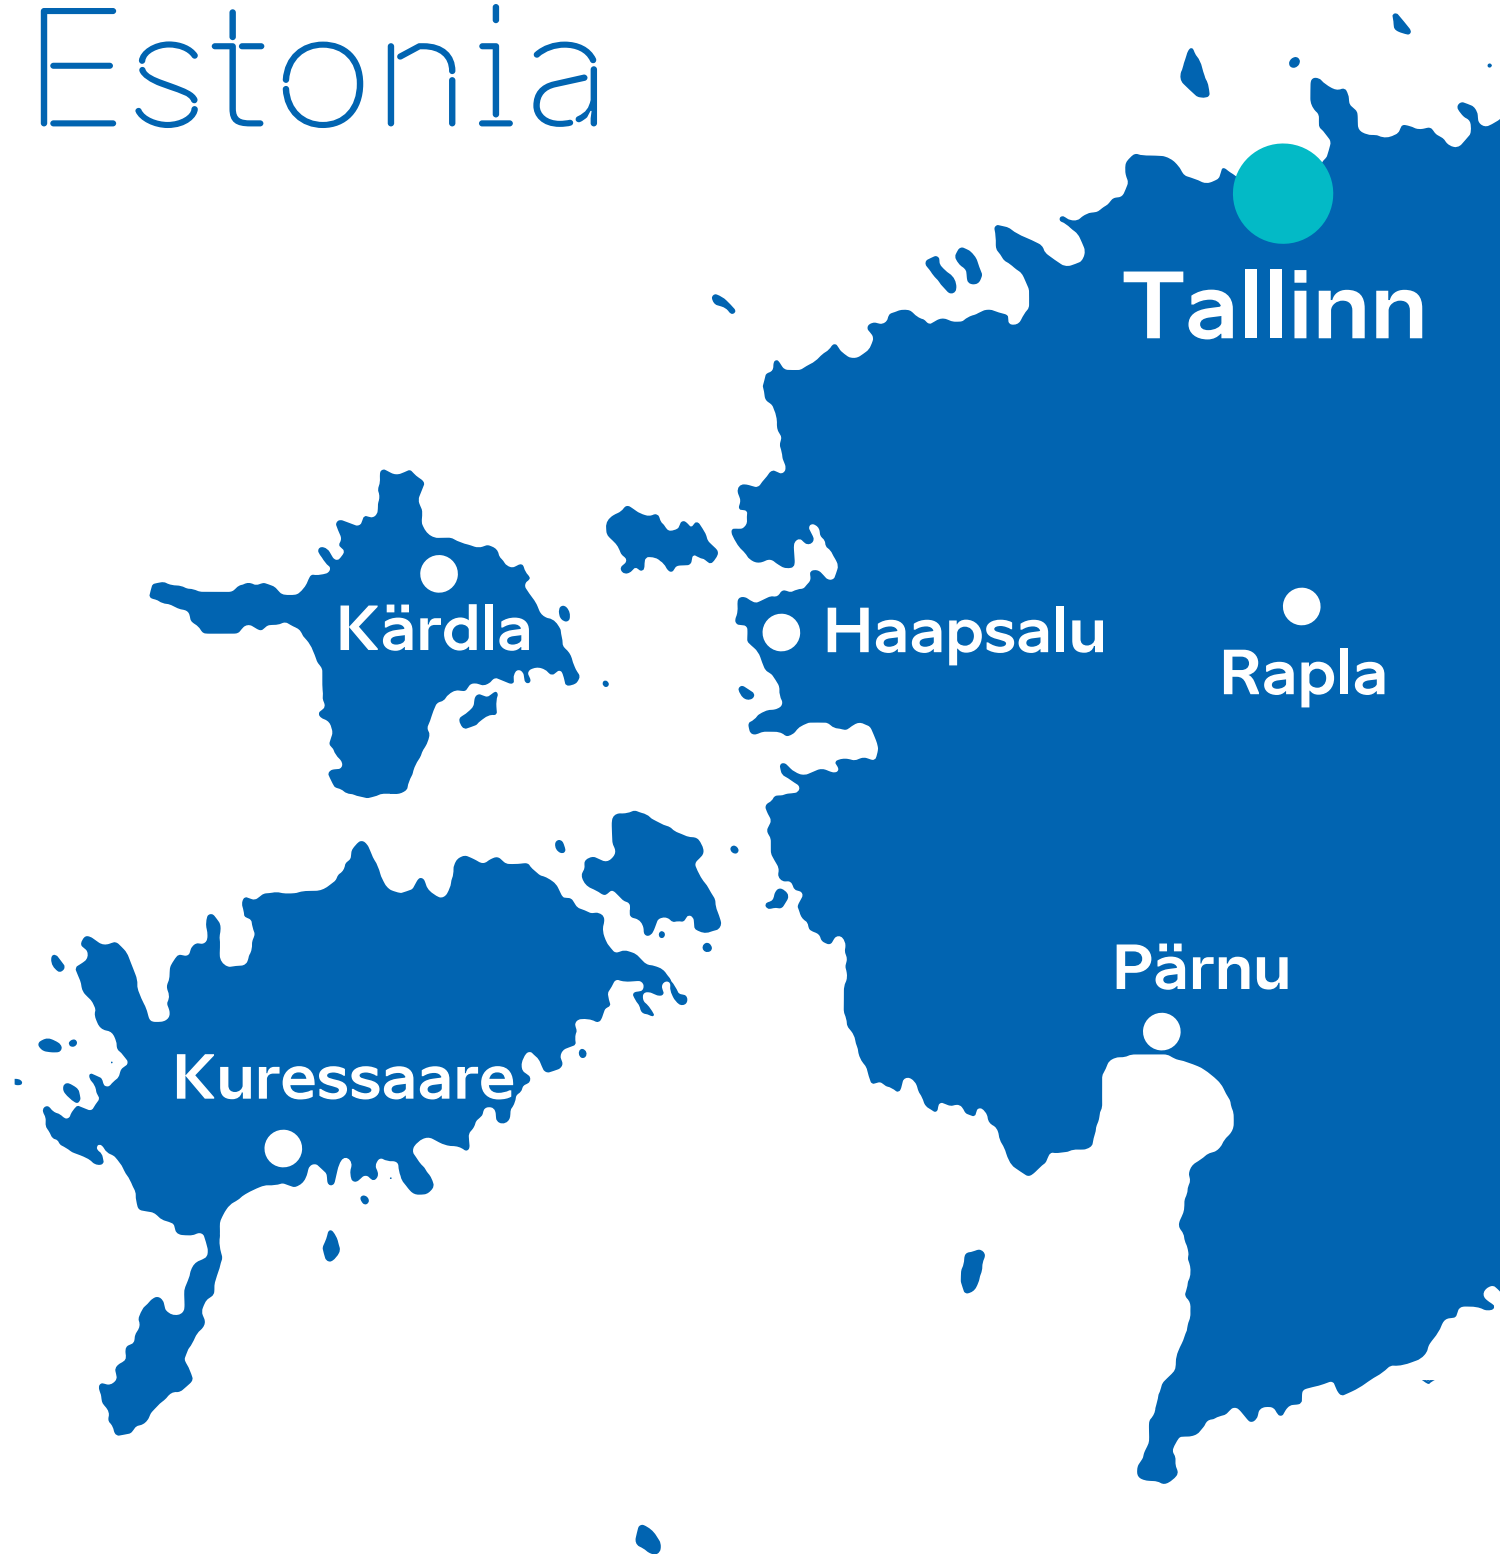 Estonia
Tallinn
Kärdla
Haapsalu
Rapla
Pärnu
Kuressaare